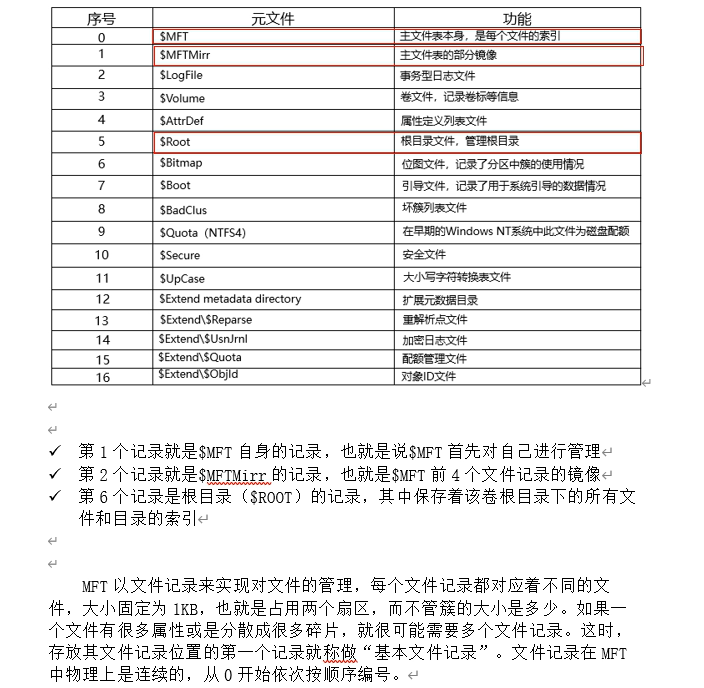 序号 元文件 功能
0 $MFT 主文件表本身，是每个文件的索引
1 $MFTMirr 主文件表的部分镜像
2 $LogFile 事务型日志文件
3 $Volume 卷文件，记录卷标等信息
4 $AttrDef 属性定义列表文件
5 $Root 根目录文件，管理根目录
6 $Bitmap 位图文件，记录了分区中簇的使用情况
7 $Boot 引导文件，记录了用于系统引导的数据情况
8 $BadClus 坏簇列表文件
9 $Quota（NTFS4） 在早期的Windows NT系统中此文件为磁盘配额
10 $Secure 安全文件
11 $UpCase 大小写字符转换表文件
12 $Extend metadata directory 扩展元数据目录
13 $Extend\$Reparse 重解析点文件
14 $Extend\$UsnJrnl 加密日志文件
15 $Extend\$Quota 配额管理文件
16 $Extend\$ObjId 对象ID文件
✓ 第 1 个记录就是$MFT 自身的记录，也就是说$MFT 首先对自己进行管理
✓ 第 2 个记录就是$MFTMirr 的记录，也就是$MFT 前 4 个文件记录的镜像
✓ 第 6 个记录是根目录（$ROOT）的记录，其中保存着该卷根目录下的所有文
件和目录的索引
MFT 以文件记录来实现对文件的管理，每个文件记录都对应着不同的文
件，大小固定为 1KB，也就是占用两个扇区，而不管簇的大小是多少。如果一
个文件有很多属性或是分散成很多碎片，就很可能需要多个文件记录。这时，
存放其文件记录位置的第一个记录就称做“基本文件记录”。文件记录在 MFT
中物理上是连续的，从 0 开始依次按顺序编号。